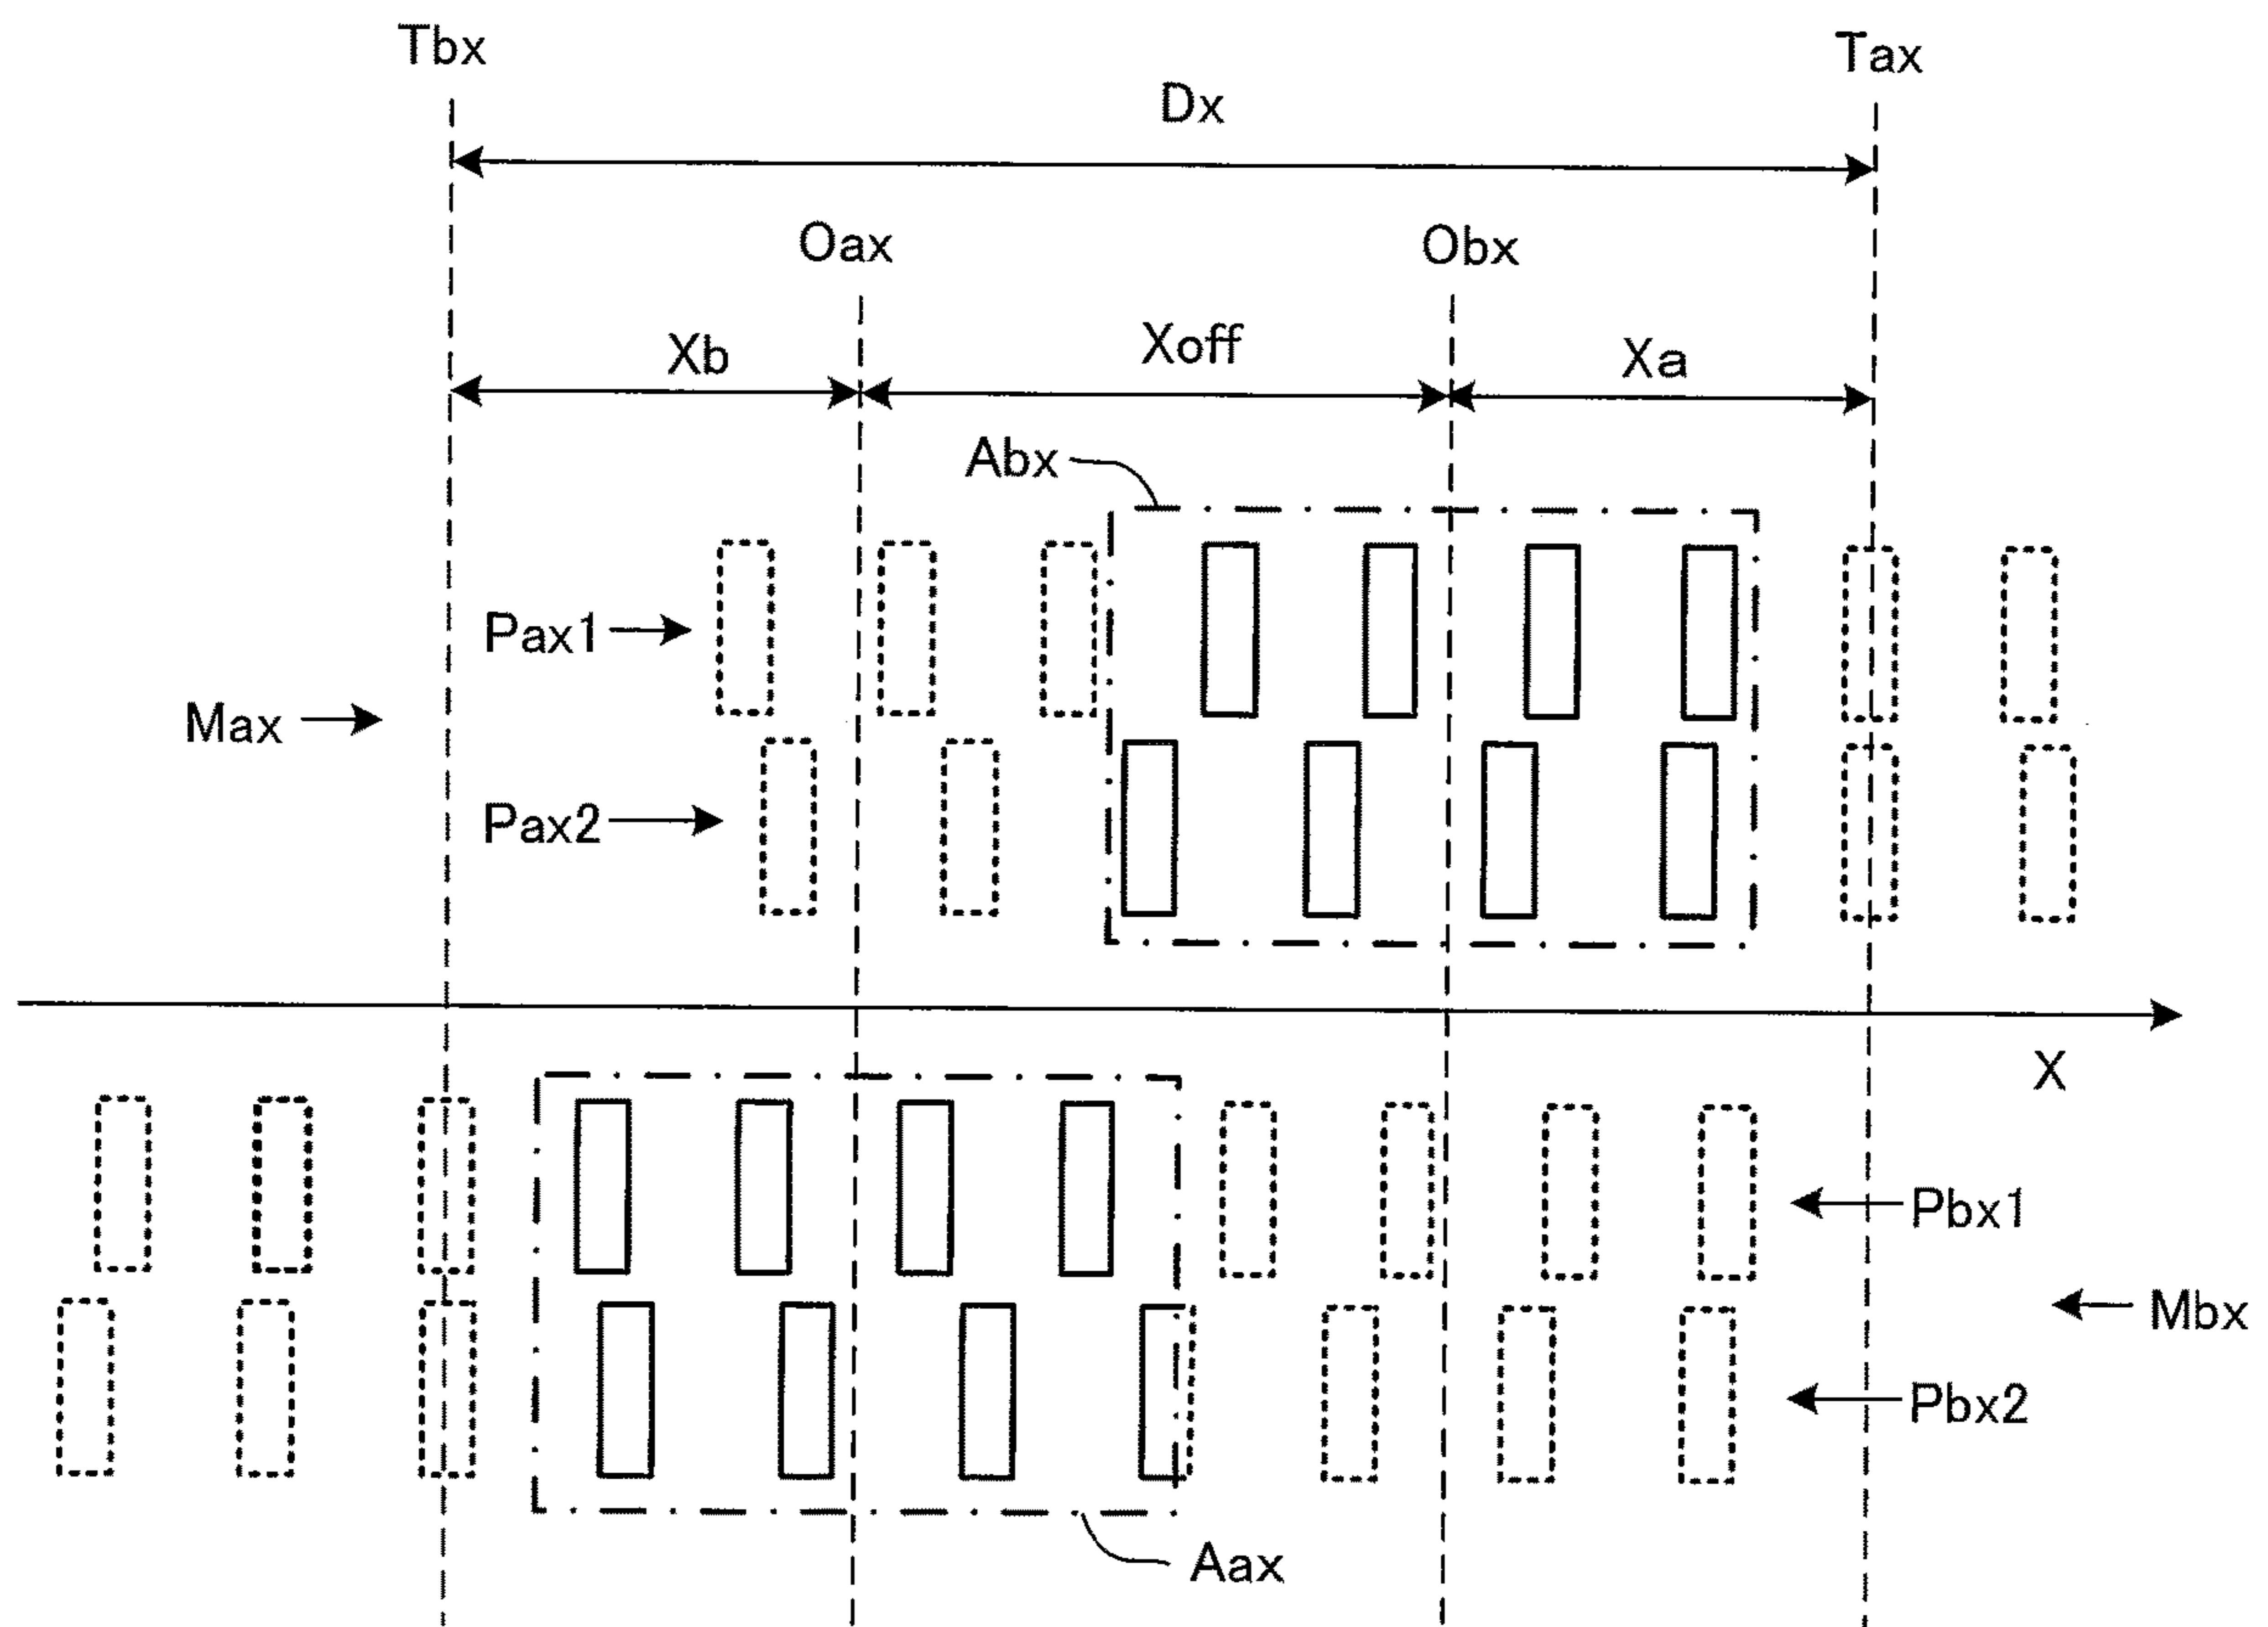 Tbx
Tax
Dx
Oax
Obx
Xb
Xoff
Xa
Abx
Pax1
Max
Pax2
X
Pbx1
Mbx
Pbx2
Aax